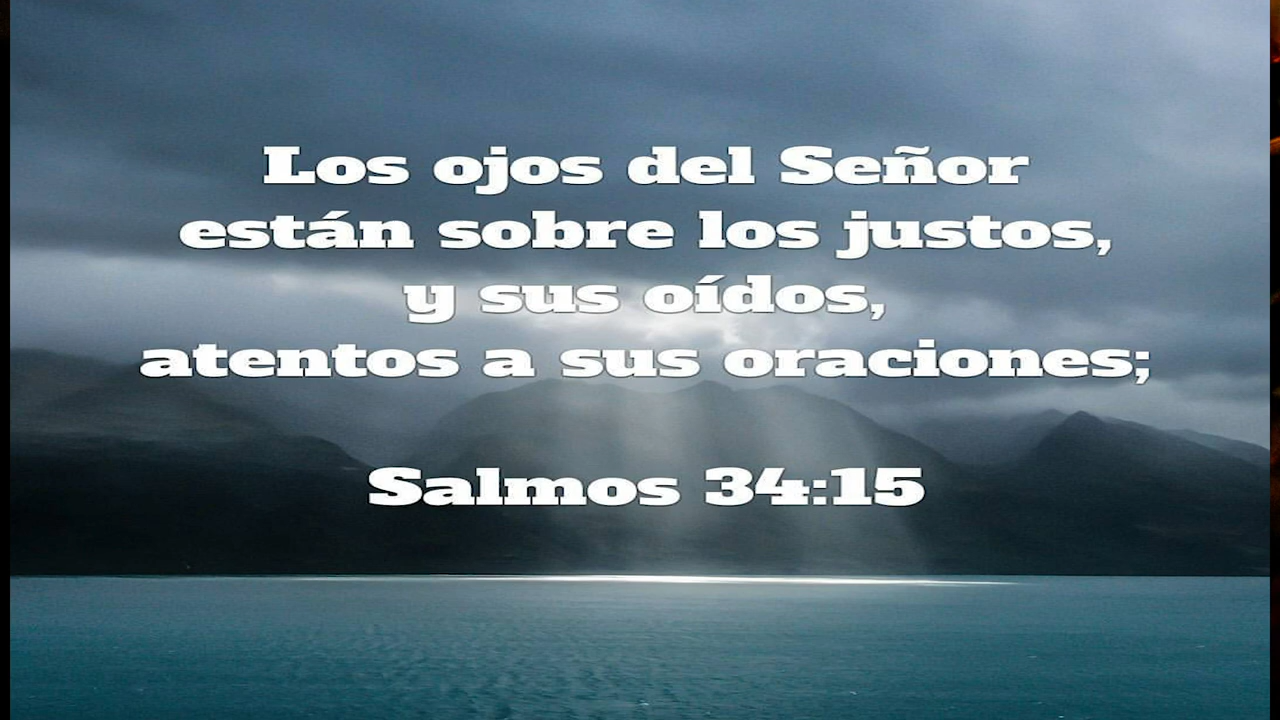 Los ojos del Señor
están sobre los justos,
y sus oídos,
atentos a sus oraciones;
Salmos 34:15